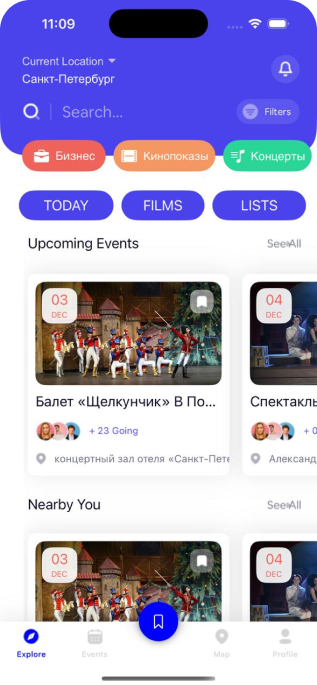 11:09
Current Location
Санкт-Петербург
Search...
Filters
Бизнес
Кинопоказы
Концерты
TODAY
FILMS
LISTS
Upcoming Events
See All
03
DEC
04
DEC
Балет «Щелкунчик» В По...
Спектакль
+ 23 Going
+ 0
концертный зал отеля «Санкт-Пете
Александ
Nearby You
See All
03
DEC
04
DEC
Explore
Events
Map
Profile